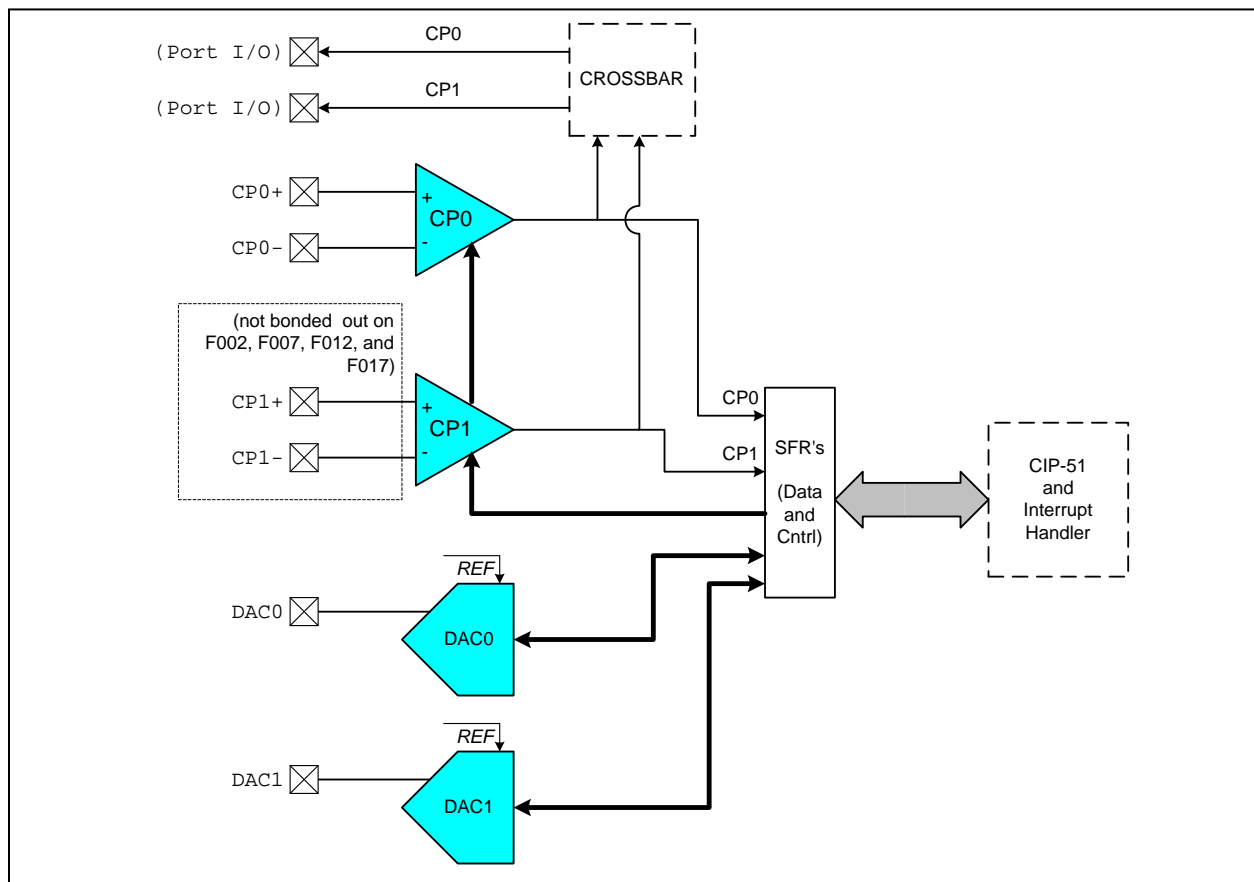 CP0
(Port I/O)
CROSSBAR
CP1
(Port I/O)
CP0+
+
CP0
CP0-
-
(not bonded out on
F002, F007, F012, and
F017)
CP1+
+
CP1
CP1-
-
CP0
CP1
SFR's
(Data
and
Cntrl)
CIP-51
and
Interrupt
Handler
REF
DAC0
DAC0
REF
DAC1
DAC1